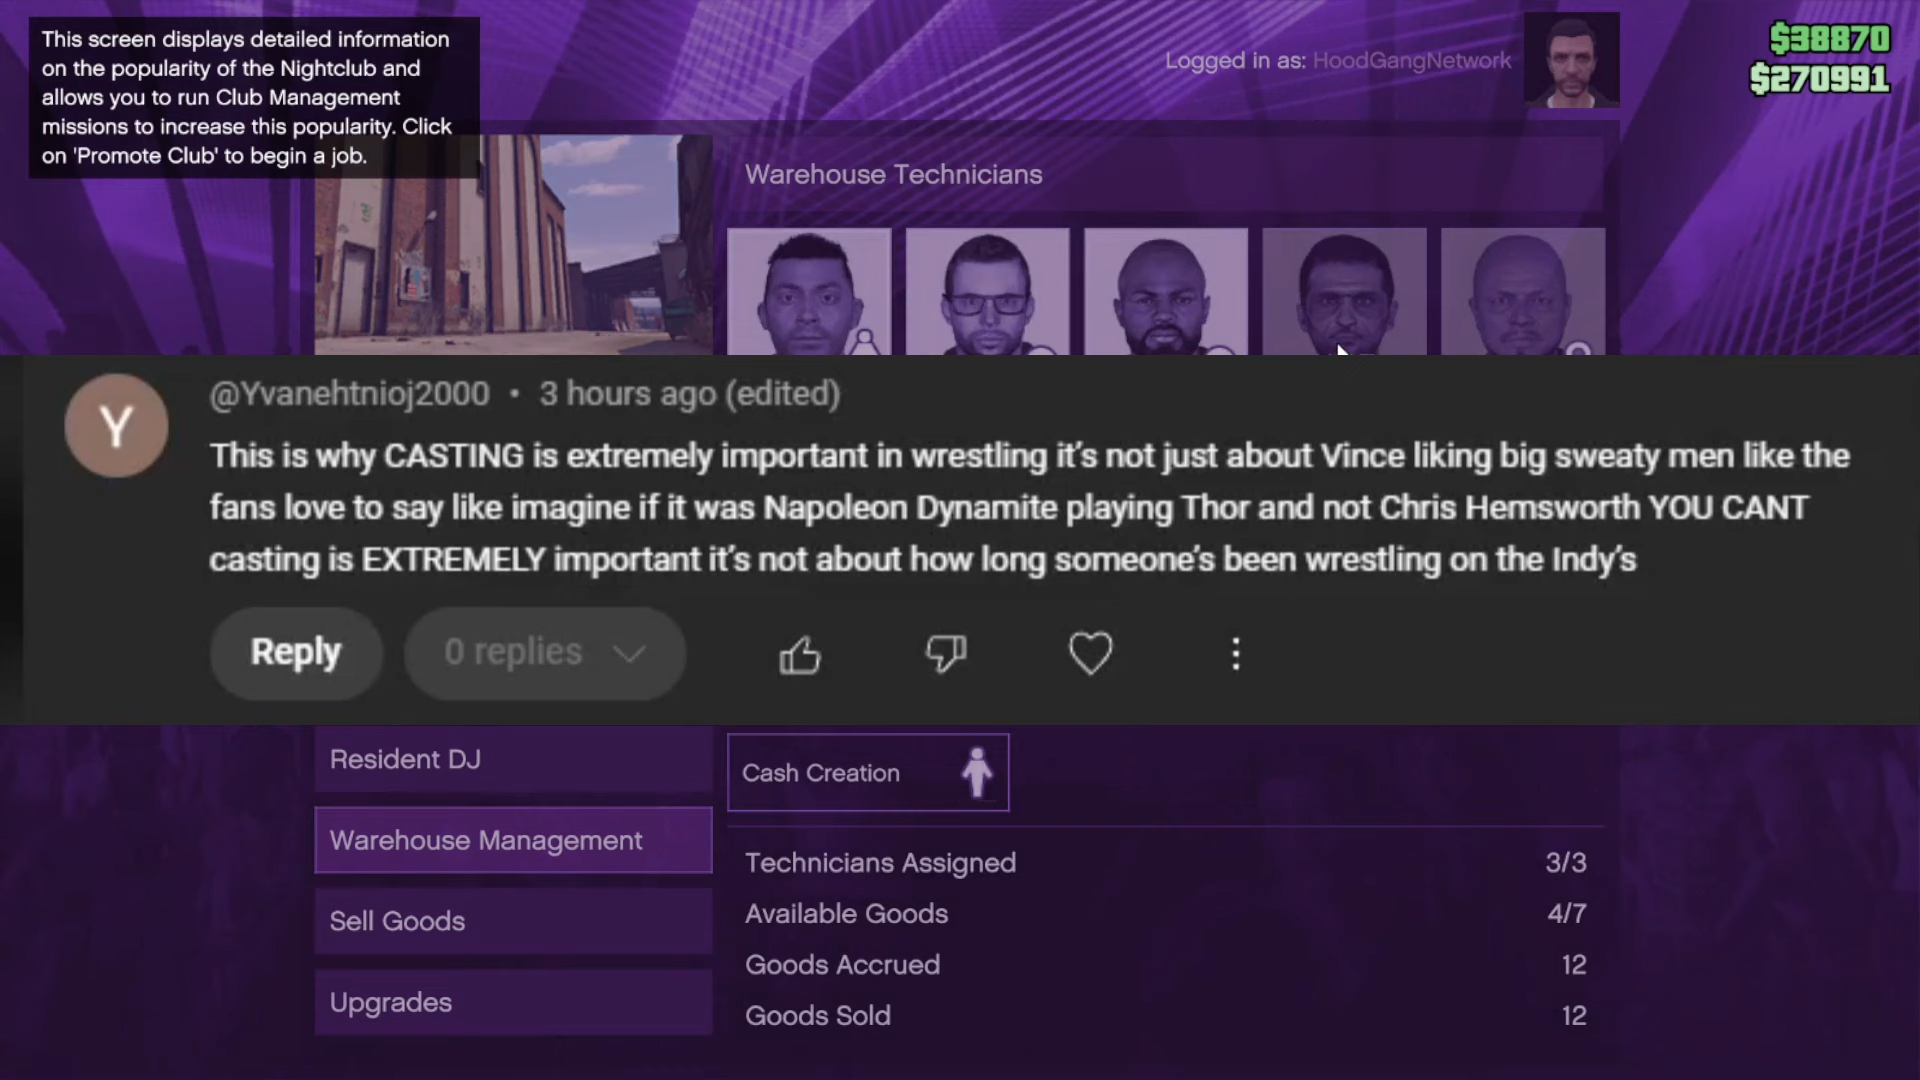 This screen displays detailed information
on the popularity of the Nightclub and
allows you to run Club Management
missions to increase this popularity. Click
on 'Promote Club' to begin a job.
Logged in as: HoodGangNetwork
$38870
$270991
Warehouse Technicians
Y
@Yvanehtnioj2000 • 3 hours ago (edited)
This is why CASTING is extremely important in wrestling it’s not just about Vince liking big sweaty men like the
fans love to say like imagine if it was Napoleon Dynamite playing Thor and not Chris Hemsworth YOU CANT
casting is EXTREMELY important it’s not about how long someone’s been wrestling on the Indy’s
Reply
0 replies
Resident DJ
Warehouse Management
Sell Goods
Upgrades
Cash Creation
Technicians Assigned 3/3
Available Goods 4/7
Goods Accrued 12
Goods Sold 12